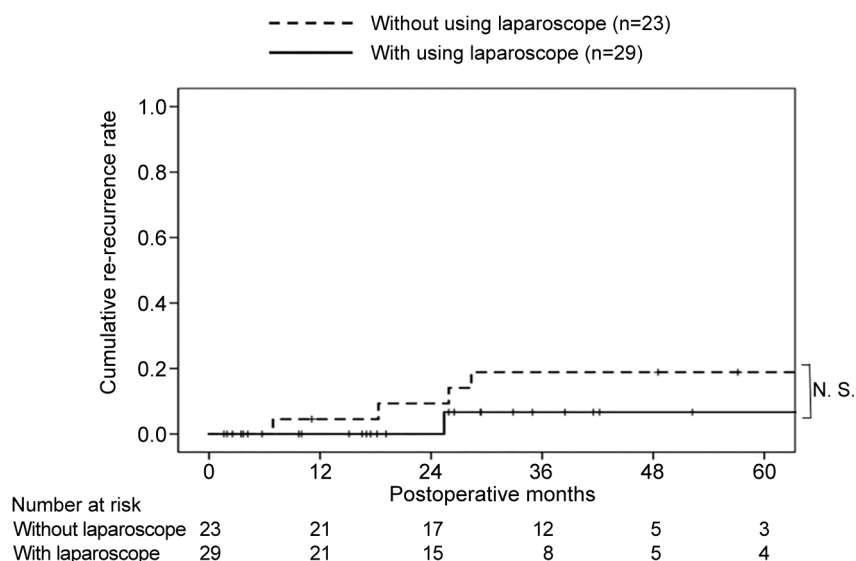 Without using laparoscope (n=23)
With using laparoscope (n=29)
Cumulative re-recurrence rate
1.0
0.8
0.6
0.4
0.2
0.0
N. S.
0 12 24 36 48 60
Postoperative months
Number at risk
Without laparoscope 23 21 17 12 5 3
With laparoscope 29 21 15 8 5 4